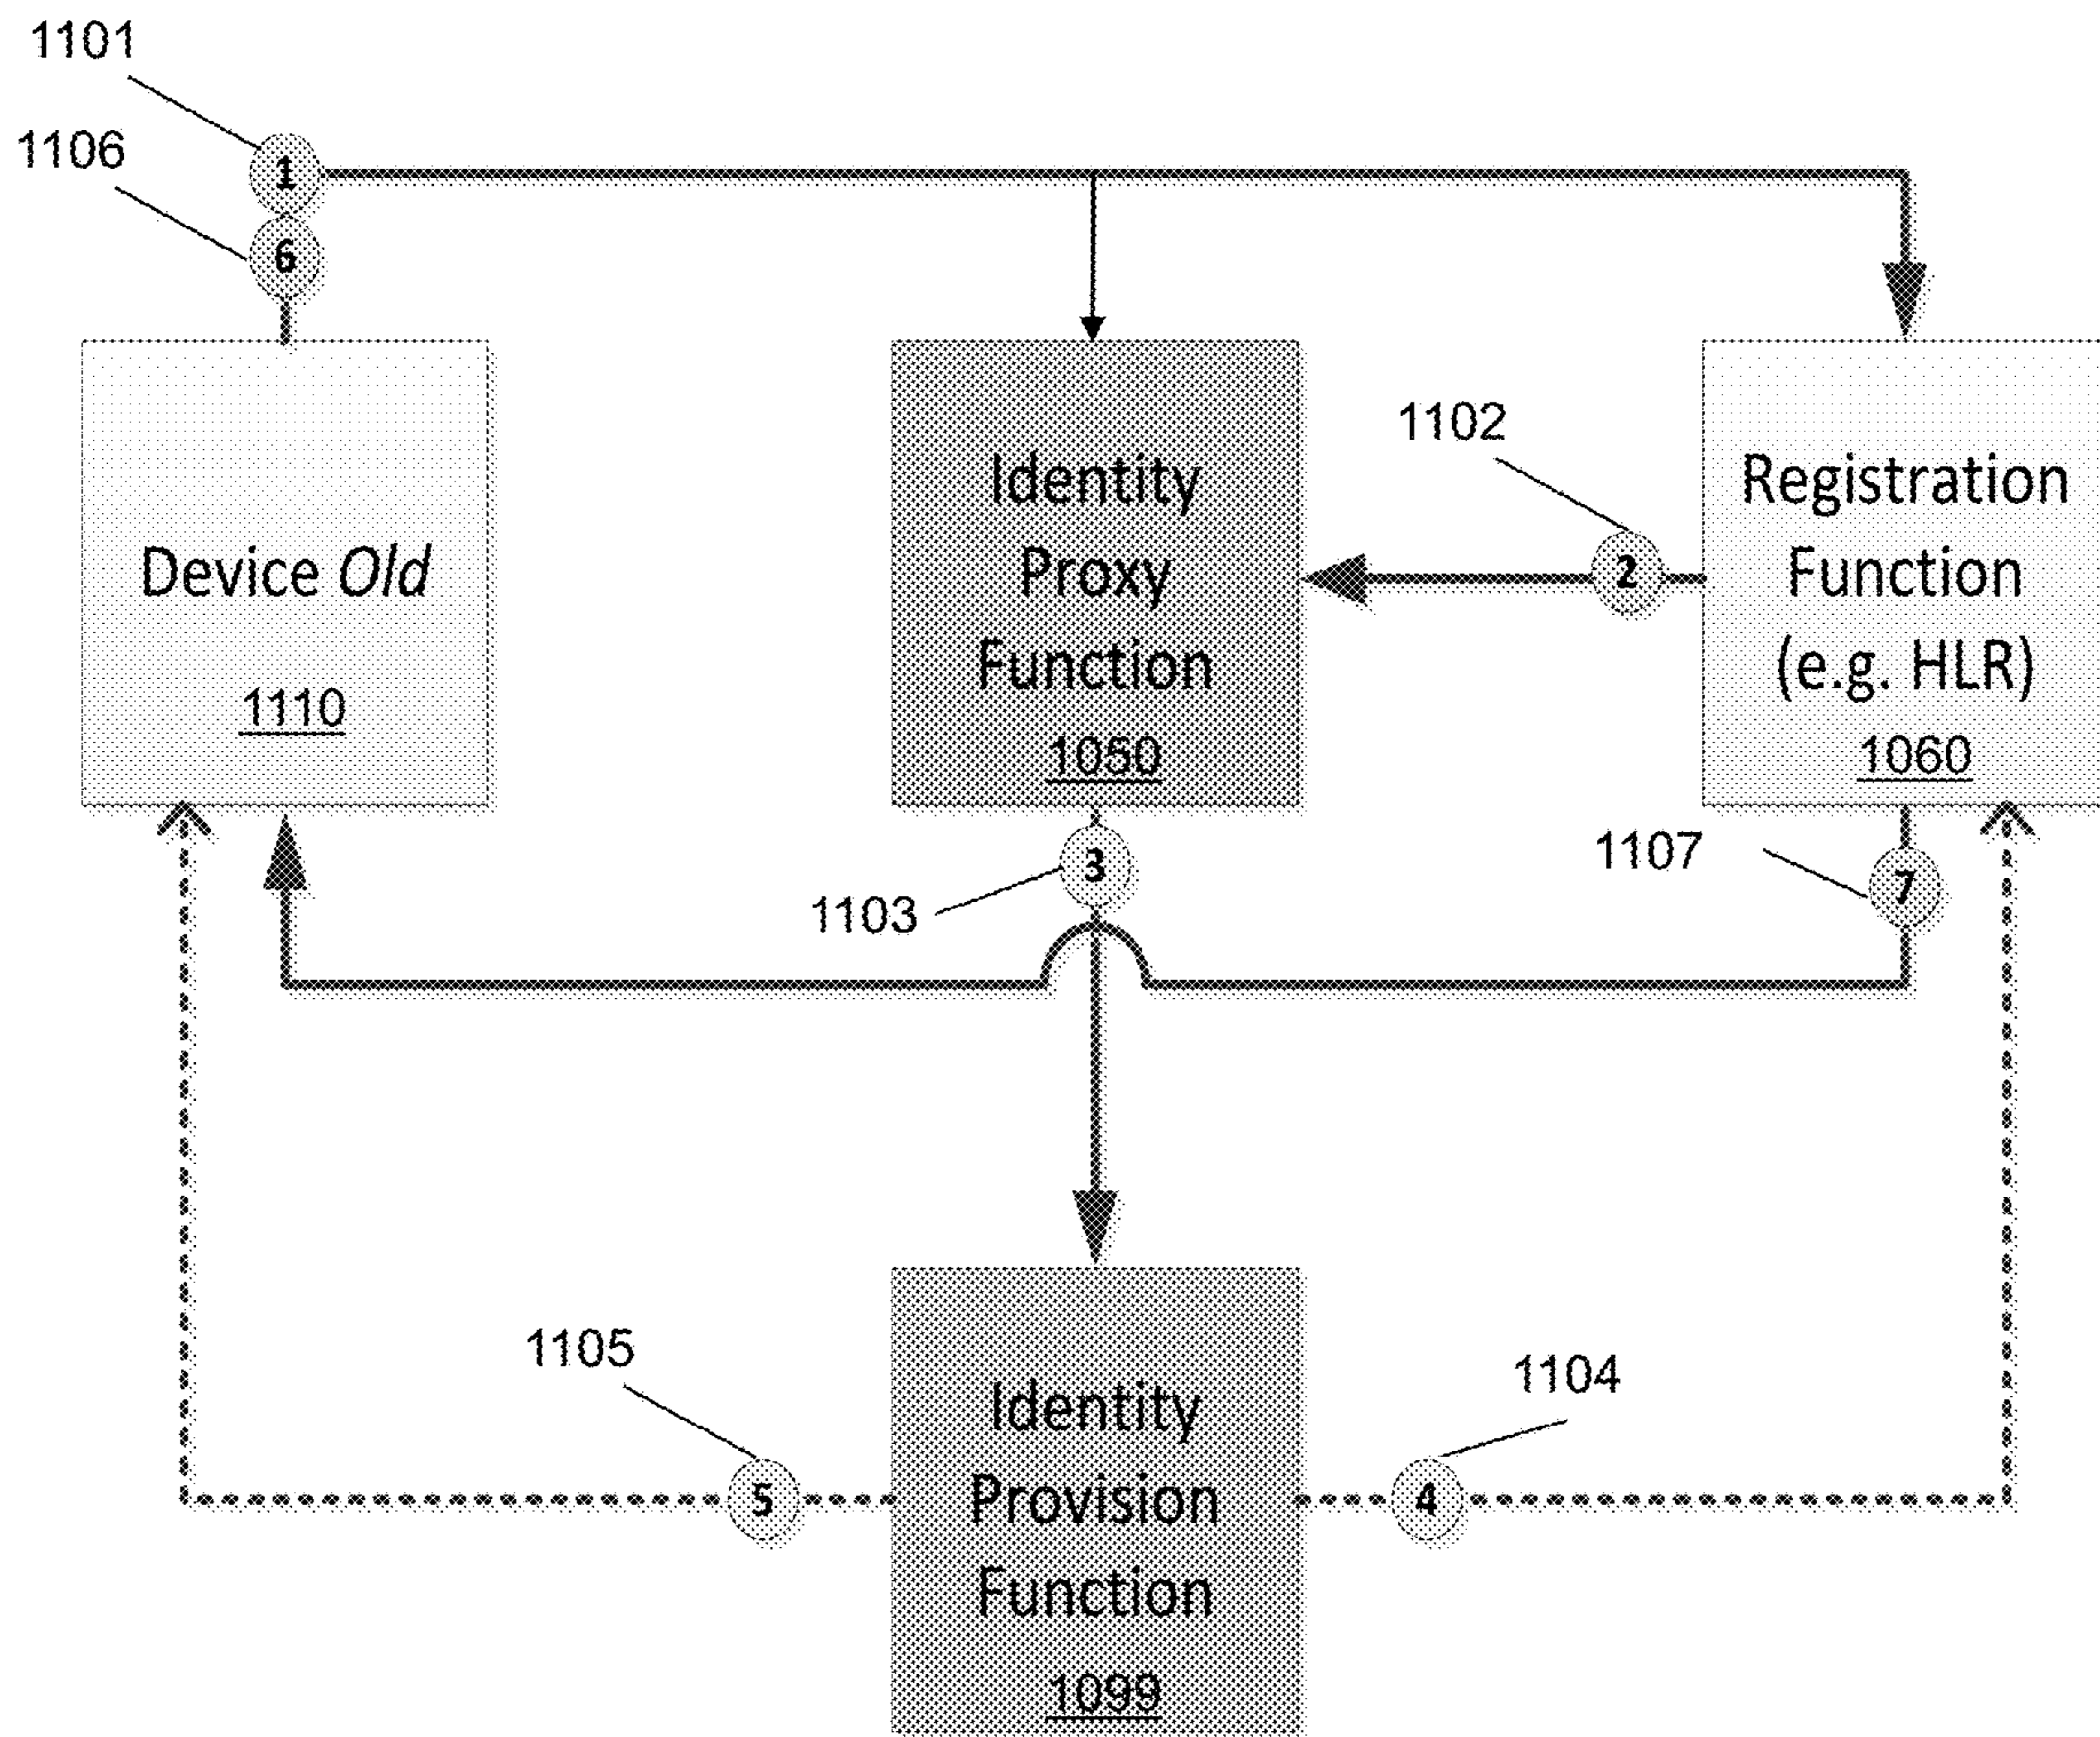 1101
1106
1
6
Device Old
1110
Identity
Proxy
Function
1050
1102
2
Registration
Function
(e.g. HLR)
1060
3
1103
1107
7
1105
5
Identity
Provision
Function
1099
1104
4